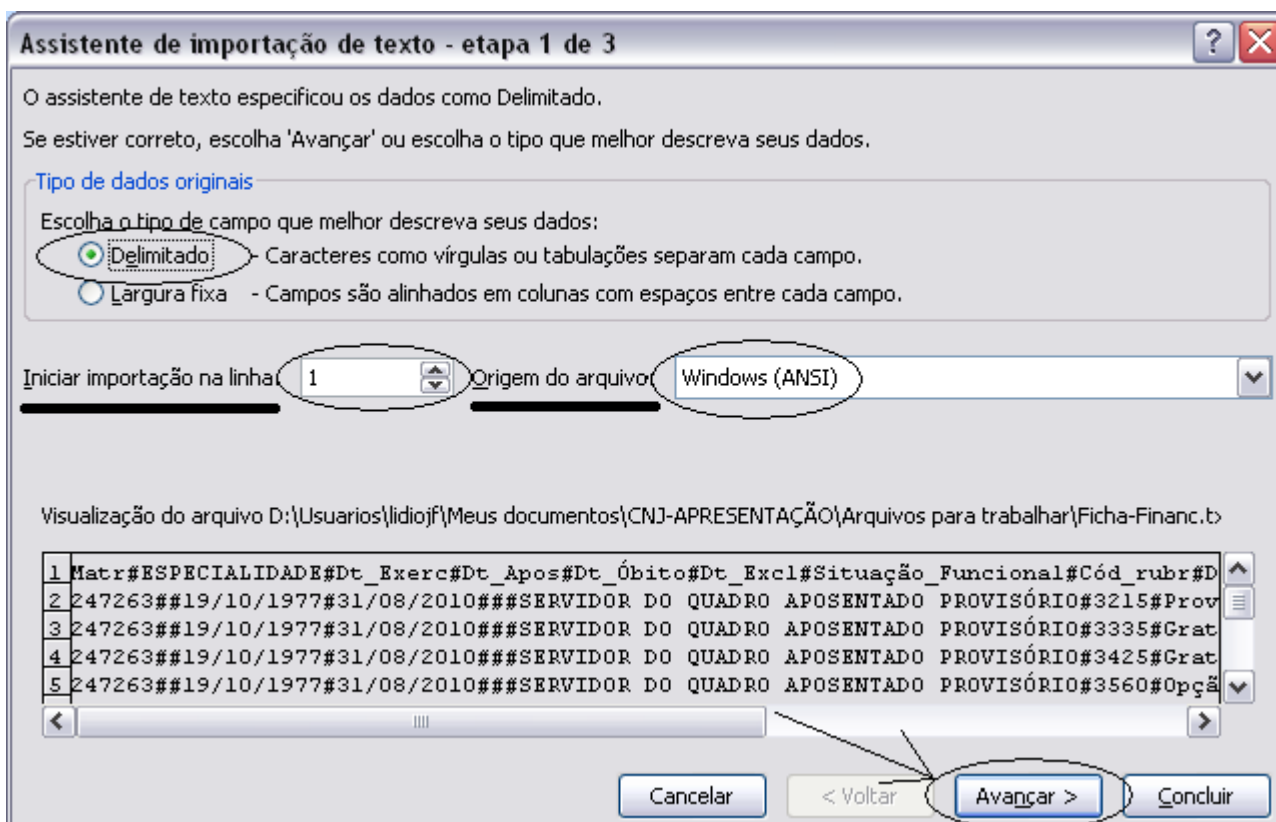 Assistente de importação de texto - etapa 1 de 3
O assistente de texto especificou os dados como Delimitado.
Se estiver correto, escolha 'Avançar' ou escolha o tipo que melhor descreva seus dados.
Tipo de dados originais
Escolha o tipo de campo que melhor descreva seus dados:
Delimitado - Caracteres como vírgulas ou tabulações separam cada campo.
Largura fixa - Campos são alinhados em colunas com espaços entre cada campo.
Iniciar importação na linha: 1 Origem do arquivo: Windows (ANSI)
Visualização do arquivo D:\Usuarios\lidiojf\Meus documentos\CNJ-APRESENTAÇÃO\Arquivos para trabalhar\Ficha-Financ.t
1 Matr#ESPECIALIDADE#Dt_Exerc#Dt_Apos#Dt_Óbito#Dt_Excl#Situação_Funcional#Cód_rubr#D
2 247263##19/10/1977#31/08/2010###SERVIDOR DO QUADRO APOSENTADO PROVISÓRIO#3215#Prov
3 247263##19/10/1977#31/08/2010###SERVIDOR DO QUADRO APOSENTADO PROVISÓRIO#3335#Grat
4 247263##19/10/1977#31/08/2010###SERVIDOR DO QUADRO APOSENTADO PROVISÓRIO#3425#Grat
5 247263##19/10/1977#31/08/2010###SERVIDOR DO QUADRO APOSENTADO PROVISÓRIO#3560#Opçã
Cancelar < Voltar Avançar > Concluir